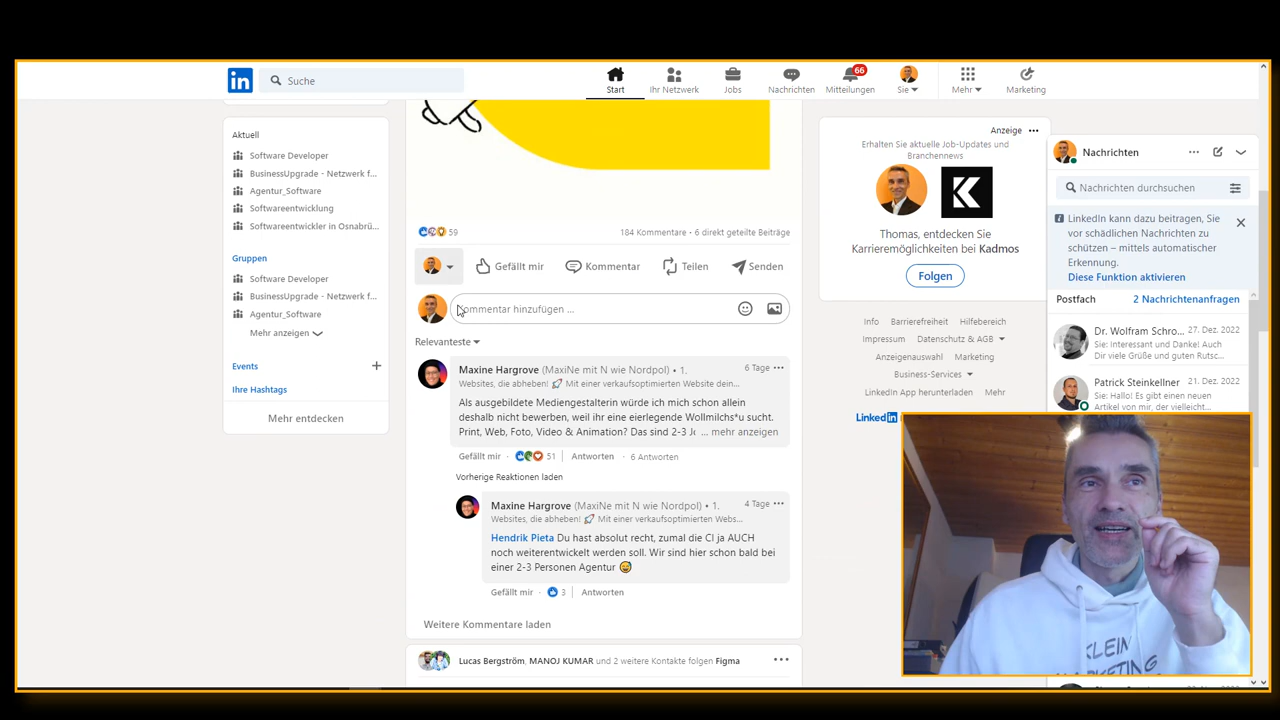 in
Suche
Start
Ihr Netzwerk
Jobs
Nachrichten
66
Mitteilungen
Sie
Mehr
Marketing
Aktuell
Software Developer
BusinessUpgrade - Netzwerk f...
Agentur_Software
Softwareentwicklung
Softwareentwickler in Osnabrü...
Gruppen
Software Developer
BusinessUpgrade - Netzwerk f...
Agentur_Software
Mehr anzeigen
Events
+
Ihre Hashtags
Mehr entdecken
59
184 Kommentare • 6 direkt geteilte Beiträge
Gefällt mir
Kommentar
Teilen
Senden
Kommentar hinzufügen ...
Relevanteste
Maxine Hargrove (MaxiNe mit N wie Nordpol) • 1.
6 Tage
Websites, die abheben! 🚀 Mit einer verkaufsoptimierten Website dein...
Als ausgebildete Mediengestalterin würde ich mich schon allein
deshalb nicht bewerben, weil ihr eine eierlegende Wollmilchs*u sucht.
Print, Web, Foto, Video & Animation? Das sind 2-3 ... mehr anzeigen
Gefällt mir • 51 | Antworten • 6 Antworten
Vorherige Reaktionen laden
Maxine Hargrove (MaxiNe mit N wie Nordpol) • 1.
4 Tage
Websites, die abheben! 🚀 Mit einer verkaufsoptimierten Webs...
Hendrik Pieta Du hast absolut recht, zumal die CI ja AUCH
noch weiterentwickelt werden soll. Wir sind hier schon bald bei
einer 2-3 Personen Agentur 😅
Gefällt mir • 3 | Antworten
Weitere Kommentare laden
Lucas Bergström, MANOJ KUMAR und 2 weitere Kontakte folgen Figma
Anzeige
Erhalten Sie aktuelle Job-Updates und
Branchennews
Thomas, entdecken Sie
Karrieremöglichkeiten bei Kadmos
Folgen
Info Barrierefreiheit Hilfebereich
Impressum Datenschutz & AGB
Anzeigenauswahl Marketing
Business-Services
LinkedIn App herunterladen Mehr
Linked in
Nachrichten
Nachrichten durchsuchen
LinkedIn kann dazu beitragen, Sie
vor schädlichen Nachrichten zu
schützen – mittels automatischer
Erkennung.
Diese Funktion aktivieren
Postfach
2 Nachrichtenanfragen
Dr. Wolfram Schro...
27. Dez. 2022
Sie: Interessant und Danke! Auch
Dir viele Grüße und guten Rutsc...
Patrick Steinkellner
21. Dez. 2022
Sie: Hallo! Es gibt einen neuen
Artikel von mir, der vielleicht...
KLEIN
MARKETING